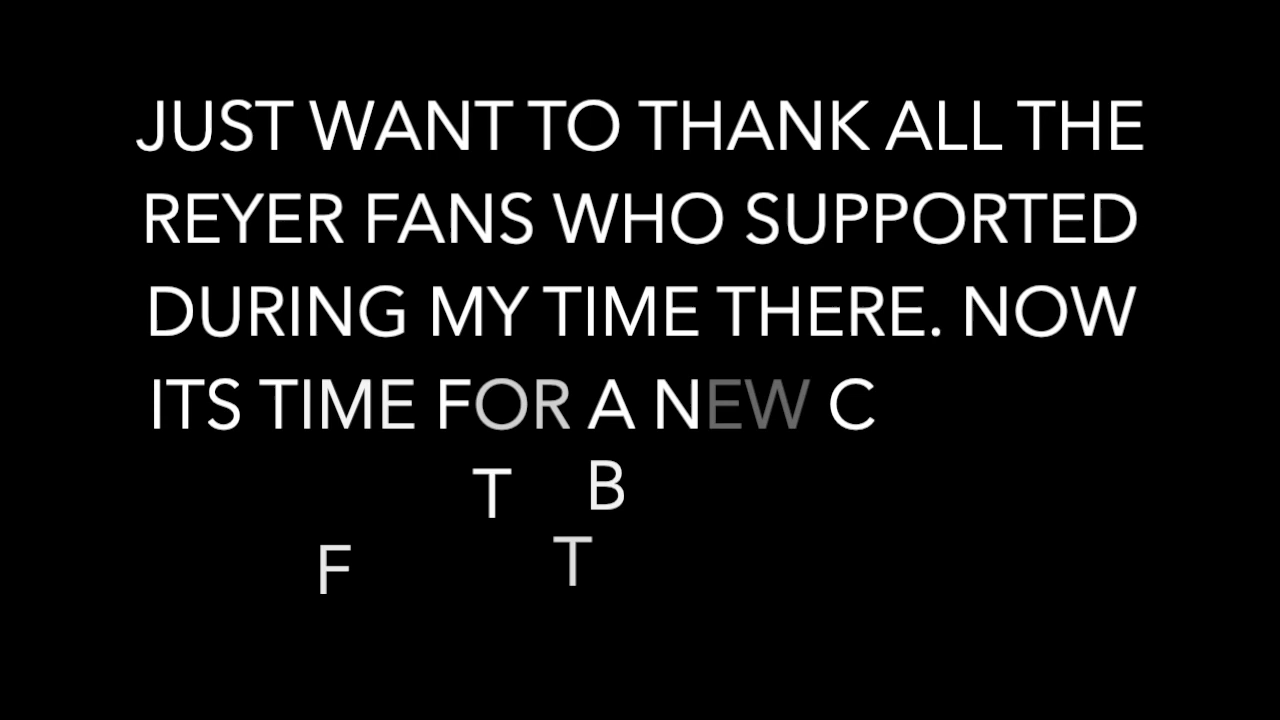 JUST WANT TO THANK ALL THE
REYER FANS WHO SUPPORTED
DURING MY TIME THERE. NOW
ITS TIME FOR A NEW C
T B
F T